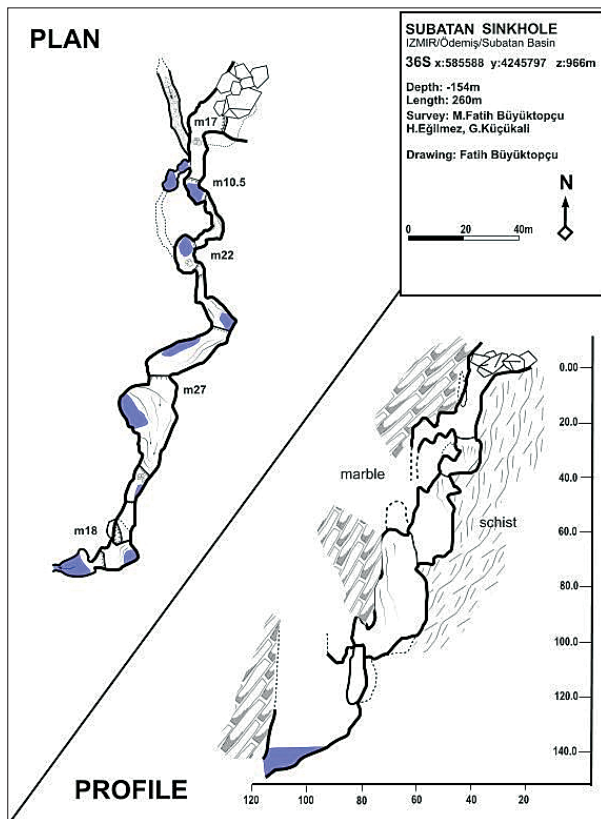 PLAN
SUBATAN SINKHOLE
IZMIR/Ödemiş/Subatan Basin
36S x:585588 y:4245797 z:966m
Depth: -154m
Length: 260m
Survey: M.Fatih Büyüktopçu
H.Eğilmez, G.Küçükali
Drawing: Fatih Büyüktopçu
N
0 20 40m
m17
m10.5
m22
m27
m18
0.00
20.0
40.0
60.0
80.0
100.0
120.0
140.0
marble
schist
PROFILE
120 100 80 60 40 20